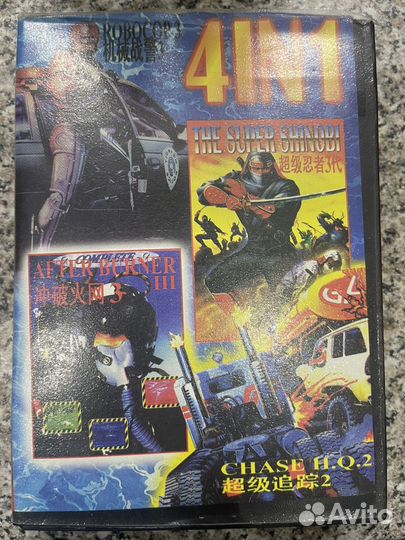 ROBOCOP 3
机械战警
4IN1
THE SUPER SHINOBI
超级忍者3代
COMPLETE
AFTER BURNER
III
冲破火网 3
G.L
CHASE H.Q.2
超级追踪2
Avito